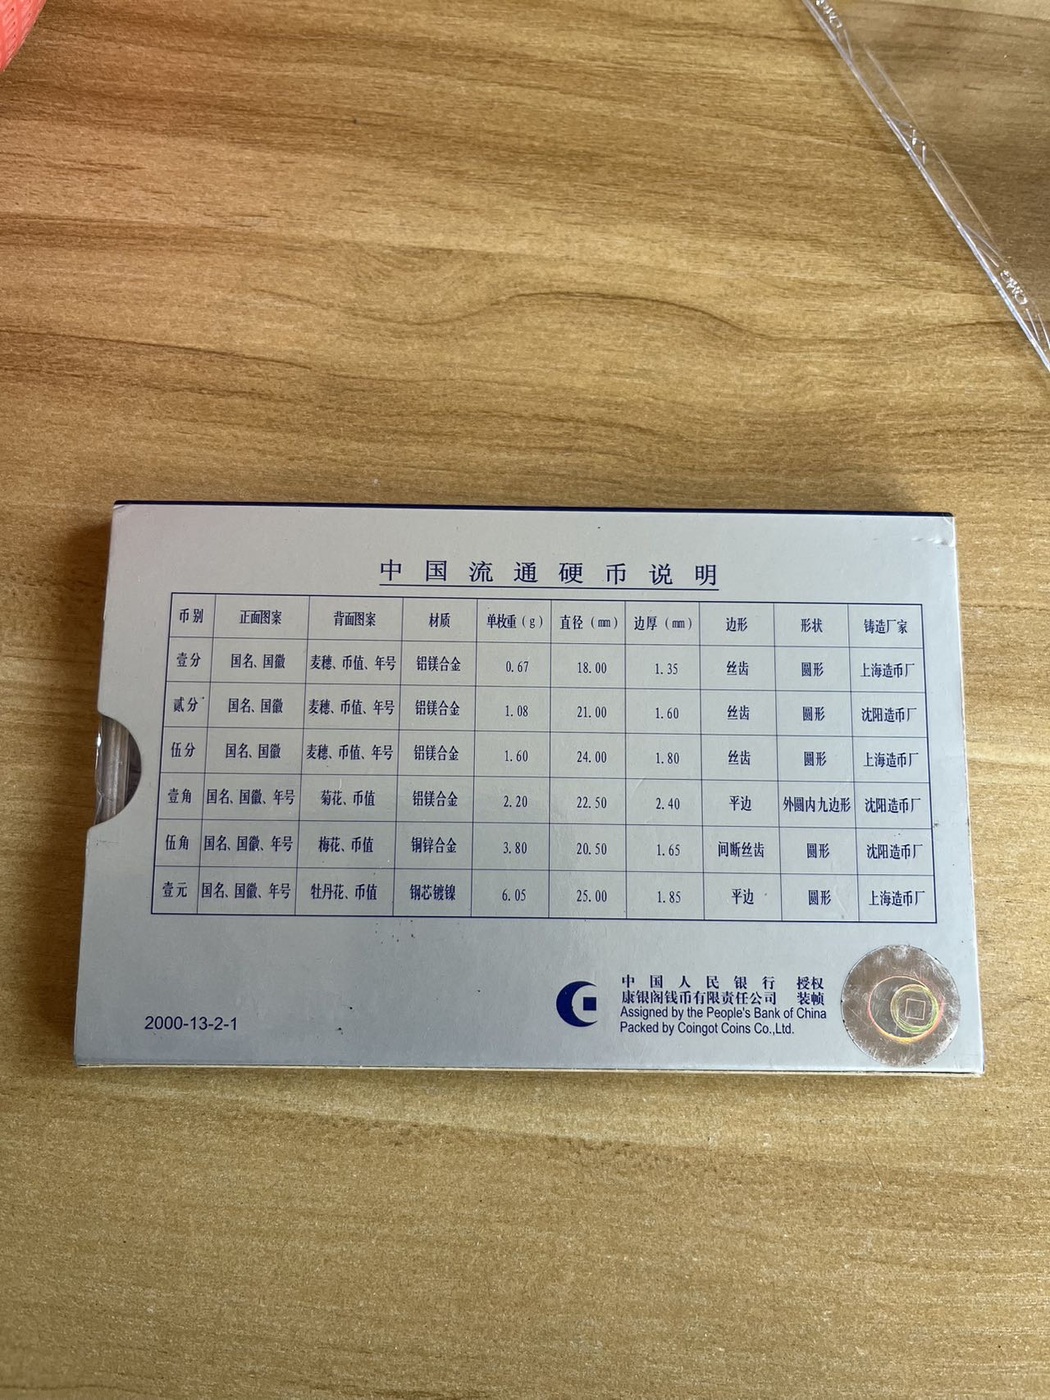 中国流通硬币说明
币别 正面图案 背面图案 材质 单枚重（g） 直径（mm） 边厚（mm） 边形 形状 铸造厂家
壹分 国名、国徽 麦穗、币值、年号 铝镁合金 0.67 18.00 1.35 丝齿 圆形 上海造币厂
贰分 国名、国徽 麦穗、币值、年号 铝镁合金 1.08 21.00 1.60 丝齿 圆形 沈阳造币厂
伍分 国名、国徽 麦穗、币值、年号 铝镁合金 1.60 24.00 1.80 丝齿 圆形 上海造币厂
壹角 国名、国徽、年号 菊花、币值 铝镁合金 2.20 22.50 2.40 平边 外圆内九边形 沈阳造币厂
伍角 国名、国徽、年号 梅花、币值 铜锌合金 3.80 20.50 1.65 间断丝齿 圆形 沈阳造币厂
壹元 国名、国徽、年号 牡丹花、币值 钢芯镀镍 6.05 25.00 1.85 平边 圆形 上海造币厂
中国人民银行 授权
康银阁钱币有限责任公司 装帧
Assigned by the People's Bank of China
Packed by Coingot Coins Co.,Ltd.
2000-13-2-1